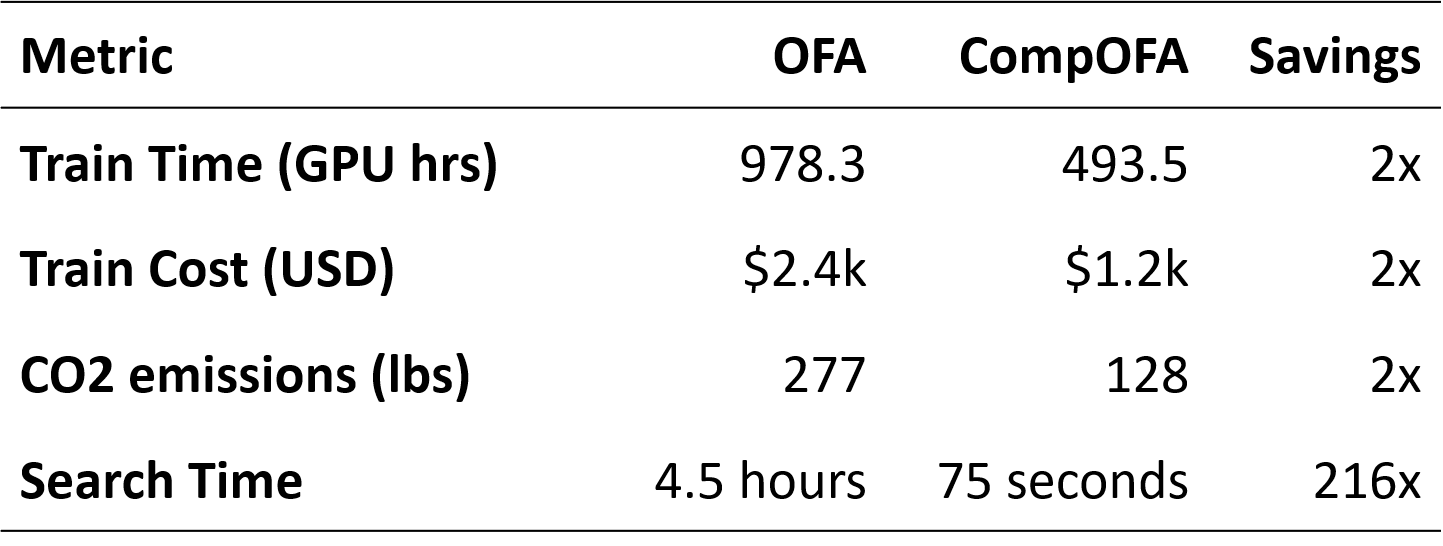 Metric OFA CompOFA Savings
Train Time (GPU hrs) 978.3 493.5 2x
Train Cost (USD) $2.4k $1.2k 2x
CO2 emissions (lbs) 277 128 2x
Search Time 4.5 hours 75 seconds 216x